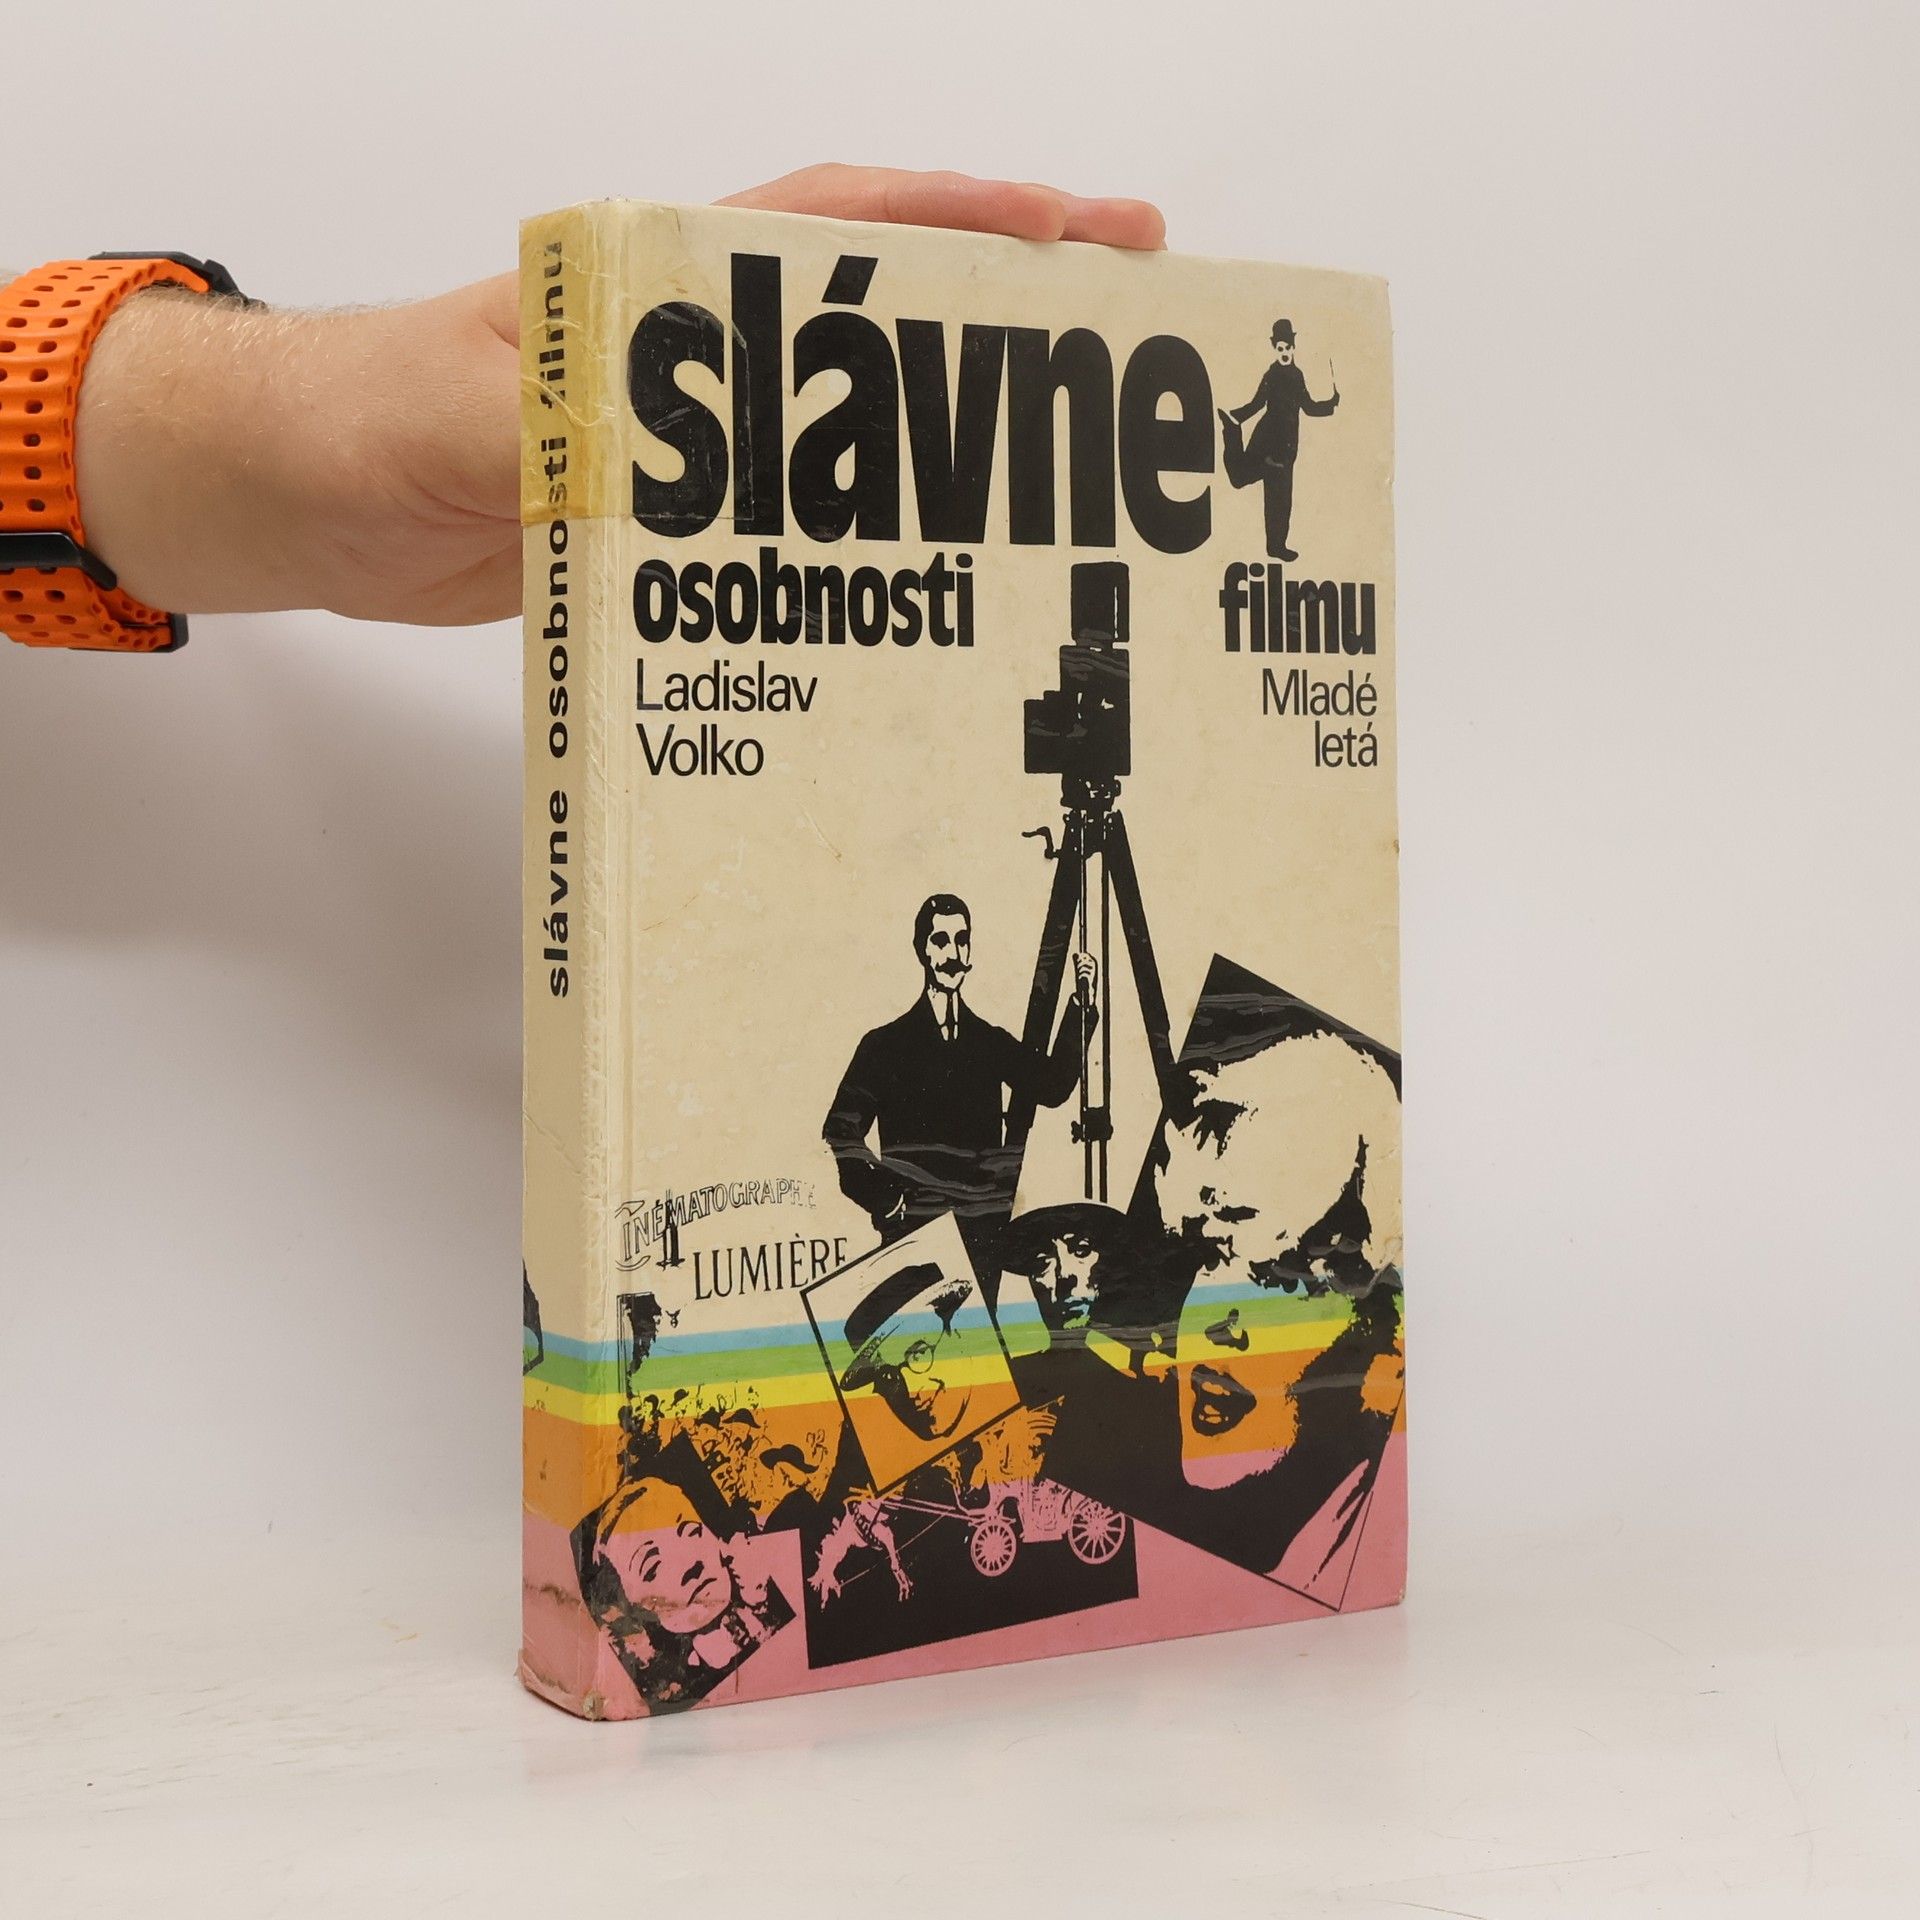 slávne osobnosti filmu
slávne
osobnosti
filmu
Ladislav
Volko
Mladé
letá
CINÉMATOGRAPHE
LUMIÈRE